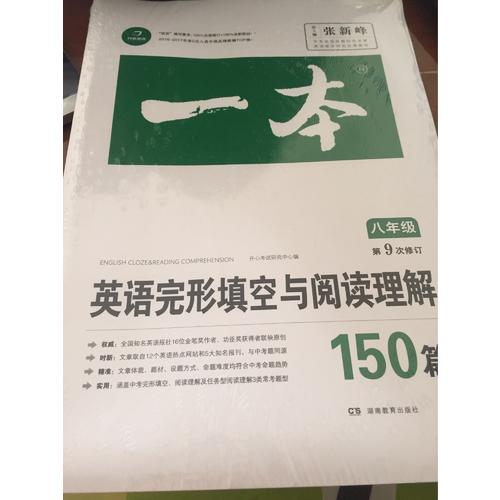 张新峰
一本
八年级
第9次修订
ENGLISH CLOZE&READING COMPREHENSION
开心考试研究中心编
英语完形填空与阅读理解
150篇
权威：全国知名英语报社16位金笔奖作者、功臣奖获得者联袂原创
时新：文章取自12个英语热点网站和5大知名报刊，与中考题同源
精准：文章体裁、题材、设题方式、命题难度均符合中考命题趋势
实用：涵盖中考完形填空、阅读理解及任务型阅读理解3类常考题型
湖南教育出版社